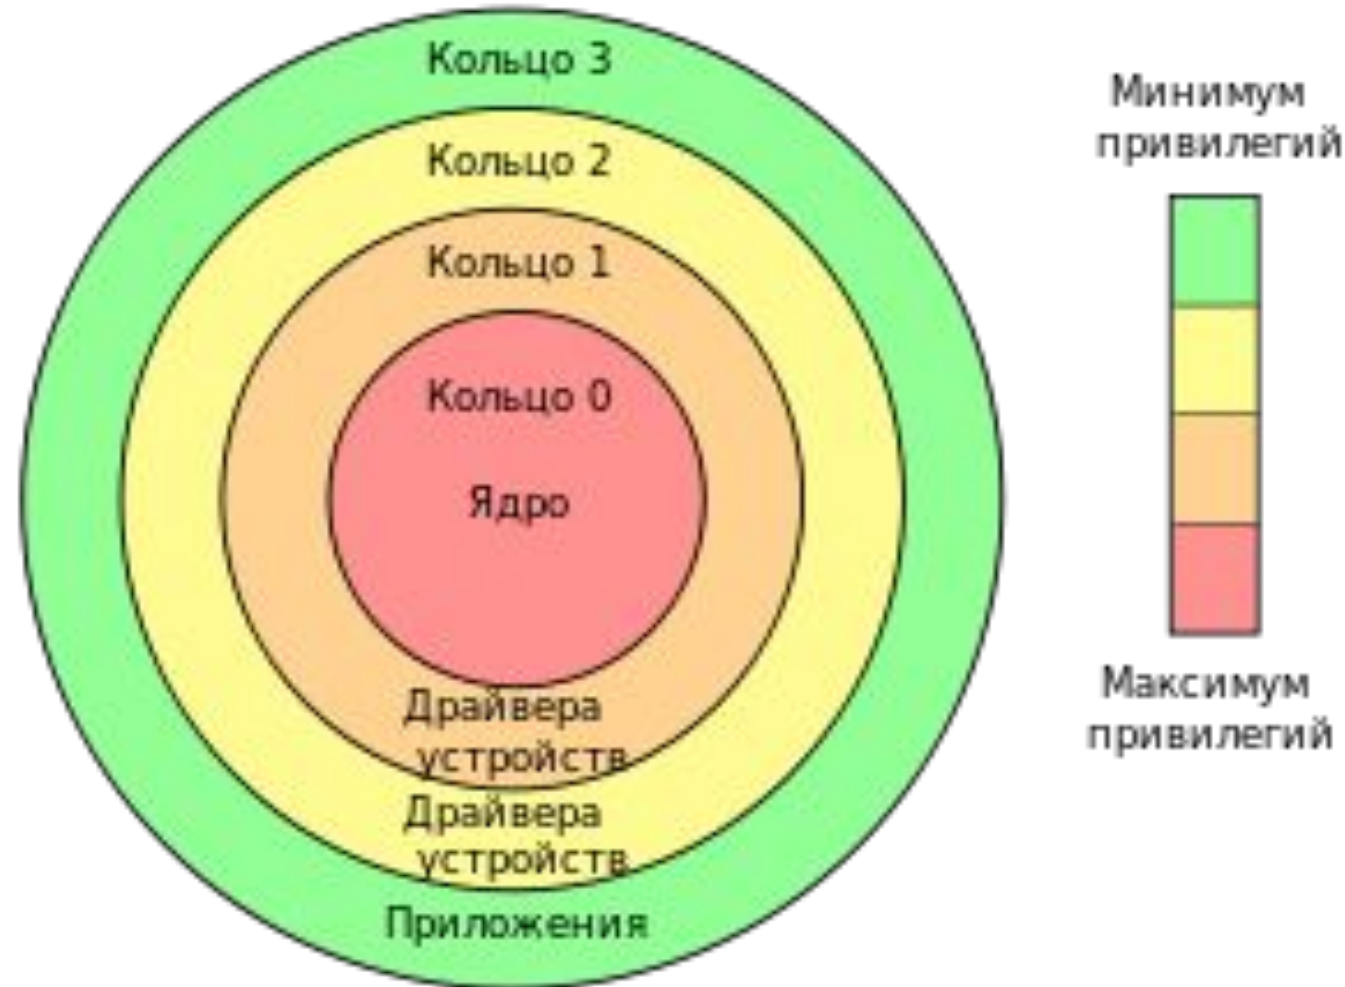 Кольцо 3
Кольцо 2
Кольцо 1
Кольцо 0
Ядро
Драйвера
устройств
Драйвера
устройств
Приложения
Минимум
привилегий
Максимум
привилегий